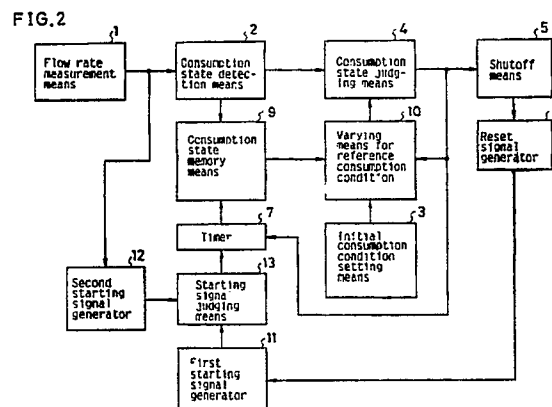 FIG.2
1
Flow rate
measurement
means
2
Consumption
state detec-
tion means
4
Consumption
state judg-
ing means
5
Shutoff
means
9
Consumption
state
memory
means
10
Varying
means for
reference
consumption
condition
Reset
signal
generator
7
Timer
3
Initial
consumption
condition
setting
means
12
Second
starting
signal
generator
13
Starting
signal
judging
means
11
First
starting
signal
generator